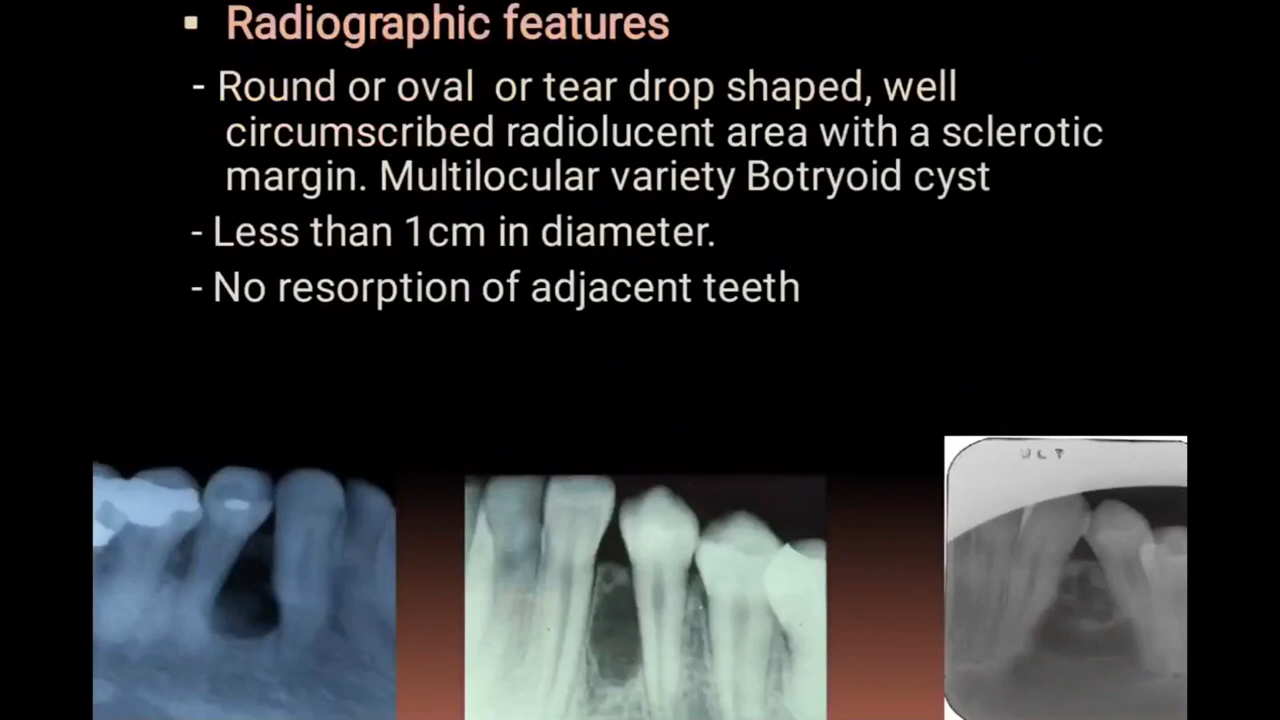 ▪ Radiographic features
- Round or oval or tear drop shaped, well
circumscribed radiolucent area with a sclerotic
margin. Multilocular variety Botryoid cyst
- Less than 1cm in diameter.
- No resorption of adjacent teeth